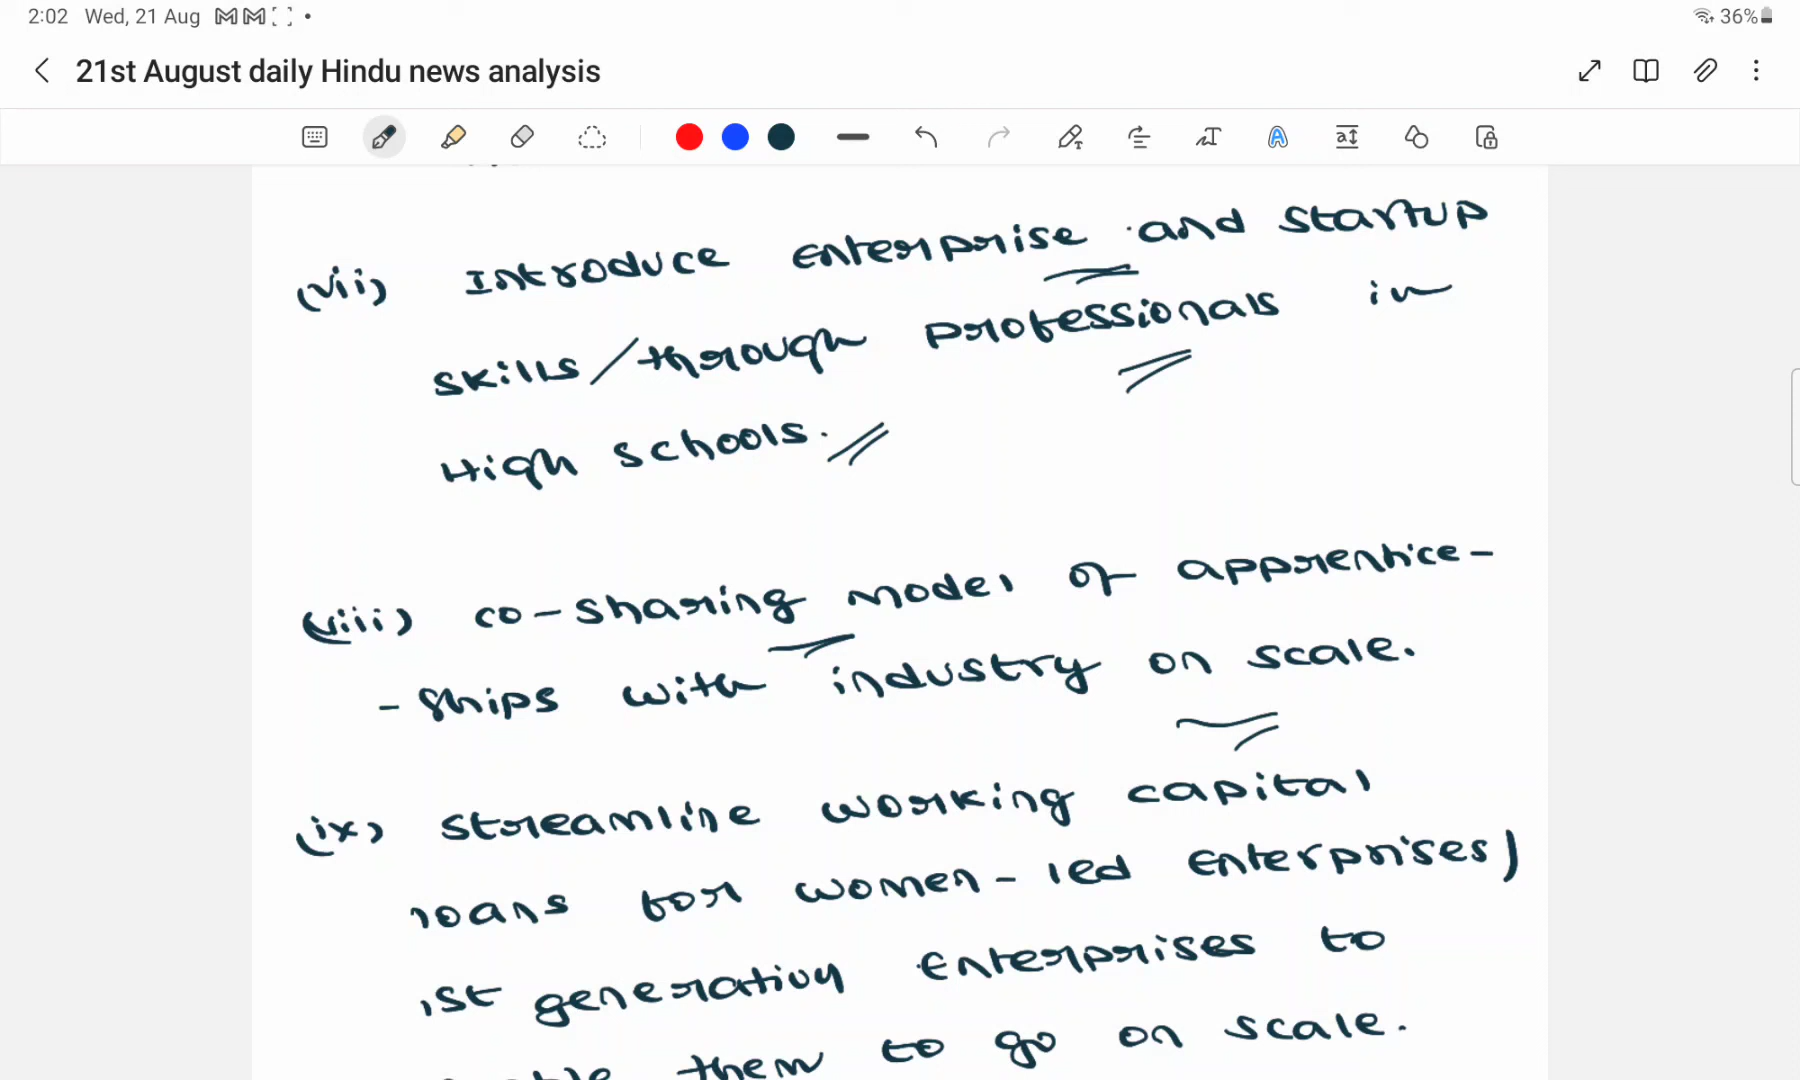 2:02 Wed, 21 Aug 36%
21st August daily Hindu news analysis
(vii) Introduce enterprise and startup
skills/through professionals in
High schools.
(viii) co-sharing model of apprentice-
-ships with industry on scale.
(ix) streamline working capital
loans for women-led enterprises/
1st generation enterprises to
them to go on scale.